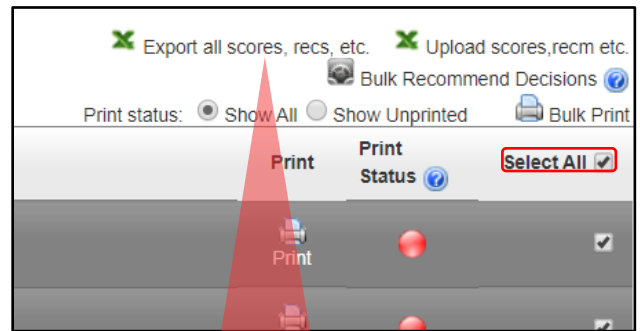 Export all scores, recs, etc. Upload scores,recm etc.
Bulk Recommend Decisions
Print status: Show All Show Unprinted Bulk Print
Print Print Status Select All
Print